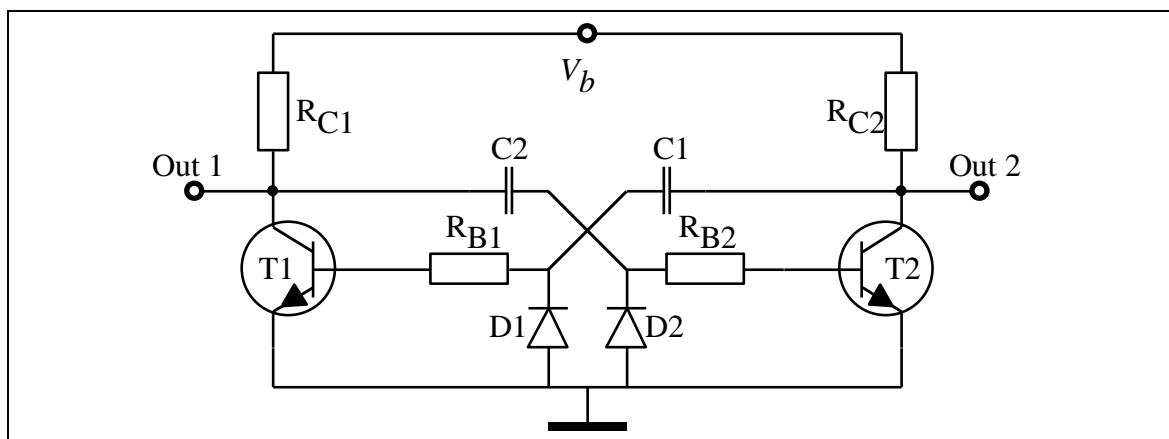 V_b
R_C1
R_C2
C2
C1
Out 1
Out 2
R_B1
R_B2
T1
T2
D1
D2